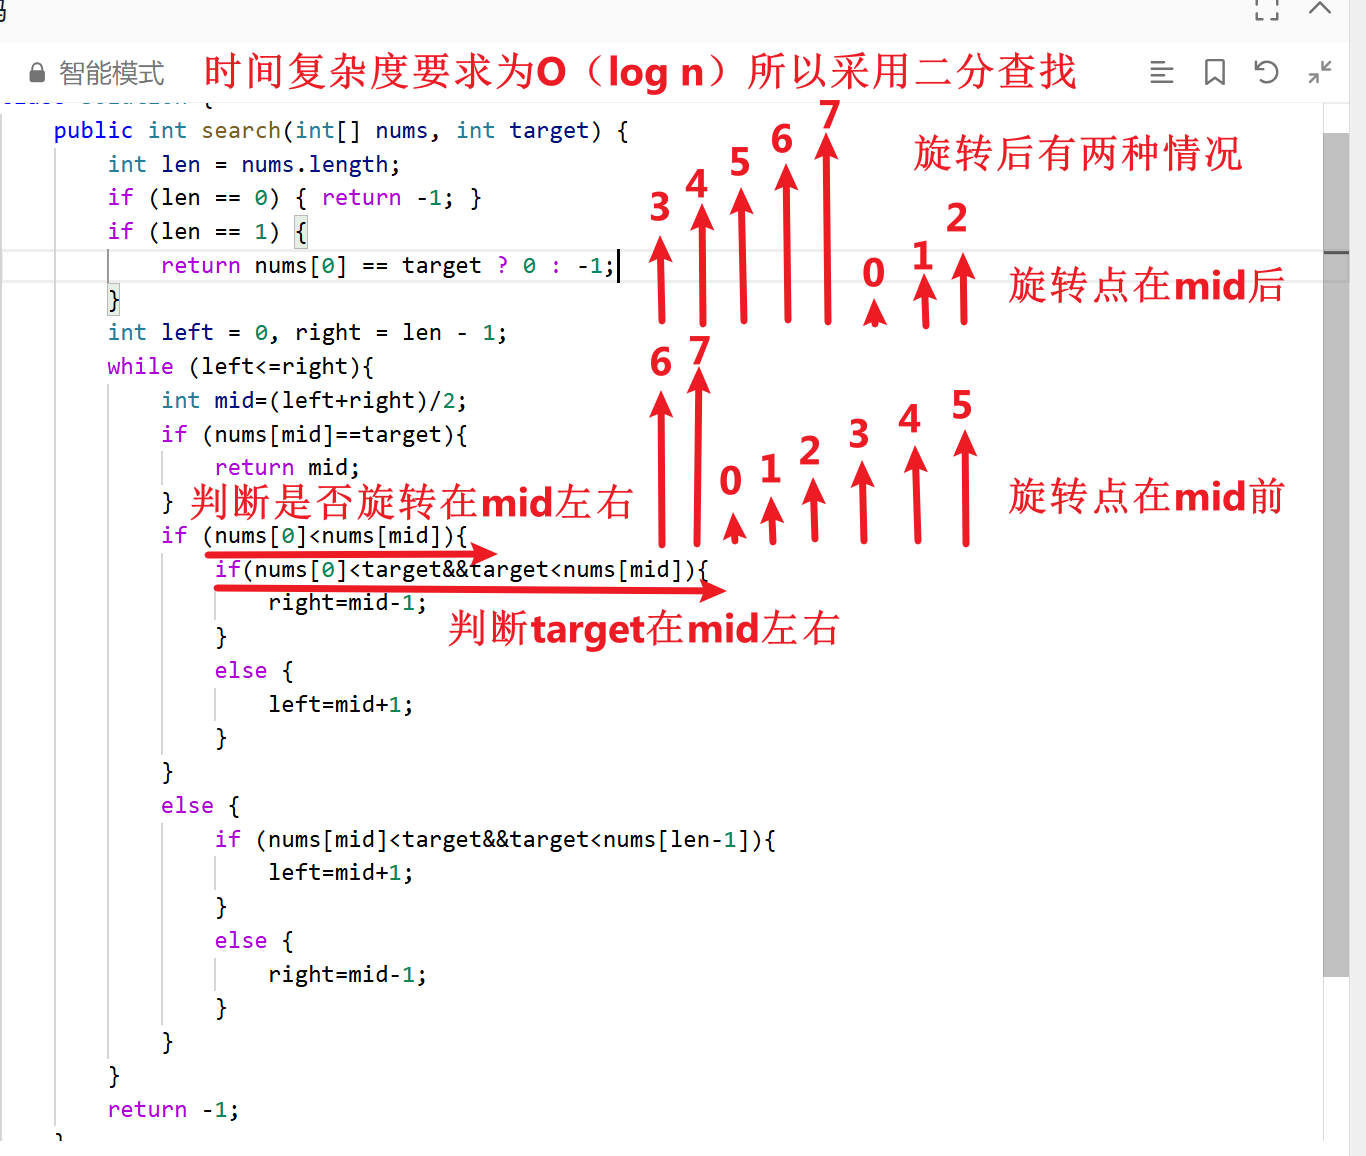 智能模式
时间复杂度要求为O（log n）所以采用二分查找
public int search(int[] nums, int target) {
int len = nums.length;
if (len == 0) { return -1; }
if (len == 1) {
return nums[0] == target ? 0 : -1;
}
int left = 0, right = len - 1;
while (left<=right){
int mid=(left+right)/2;
if (nums[mid]==target){
return mid;
}
判断是否旋转在mid左右
if (nums[0]<nums[mid]){
if(nums[0]<target&&target<nums[mid]){
right=mid-1;
判断target在mid左右
}
else {
left=mid+1;
}
}
else {
if (nums[mid]<target&&target<nums[len-1]){
left=mid+1;
}
else {
right=mid-1;
}
}
}
return -1;
旋转后有两种情况
3 4 5 6 7 0 1 2
旋转点在mid后
6 7 0 1 2 3 4 5
旋转点在mid前